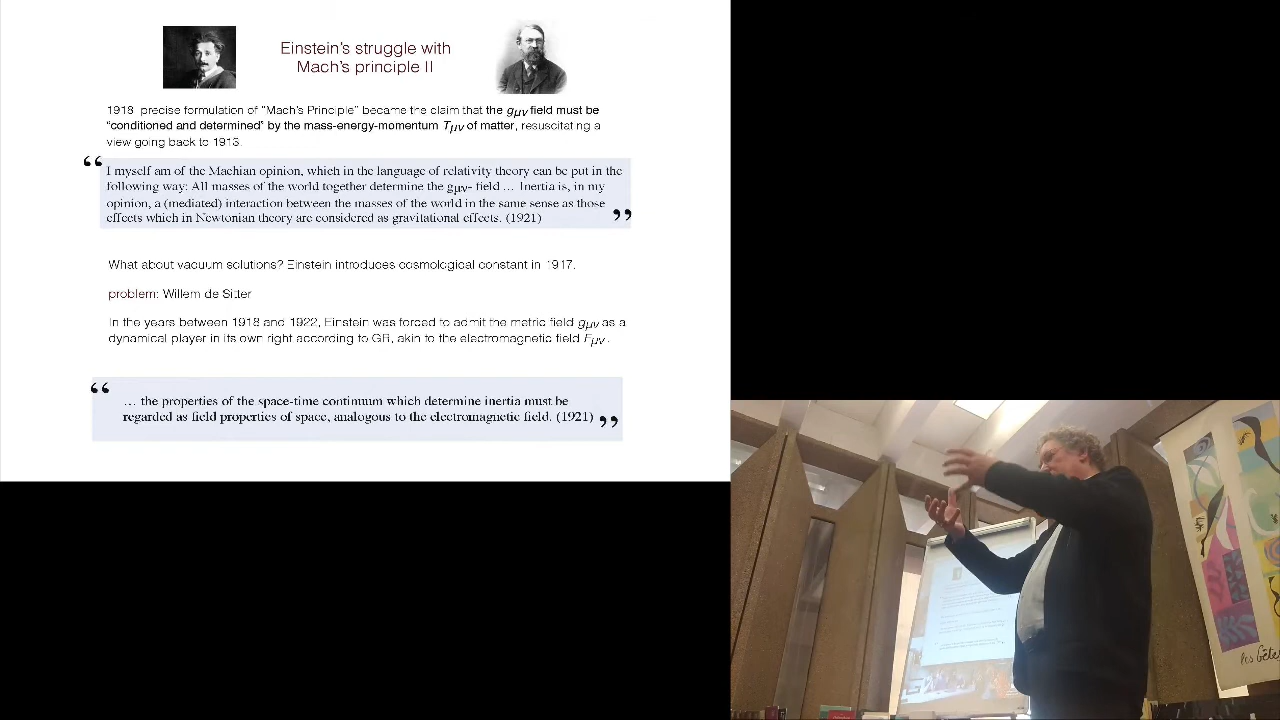 Einstein's struggle with
Mach's principle II
1918 precise formulation of "Mach's Principle" became the claim that the gμν field must be
"conditioned and determined" by the mass-energy-momentum Tμν of matter, resuscitating a
view going back to 1913.
“ I myself am of the Machian opinion, which in the language of relativity theory can be put in the
following way: All masses of the world together determine the gμν- field ... Inertia is, in my
opinion, a (mediated) interaction between the masses of the world in the same sense as those
effects which in Newtonian theory are considered as gravitational effects. (1921) ”
What about vacuum solutions? Einstein introduces cosmological constant in 1917.
problem: Willem de Sitter
In the years between 1918 and 1922, Einstein was forced to admit the metric field gμν as a
dynamical player in its own right according to GR, akin to the electromagnetic field Fμν.
“ ... the properties of the space-time continuum which determine inertia must be
regarded as field properties of space, analogous to the electromagnetic field. (1921) ”